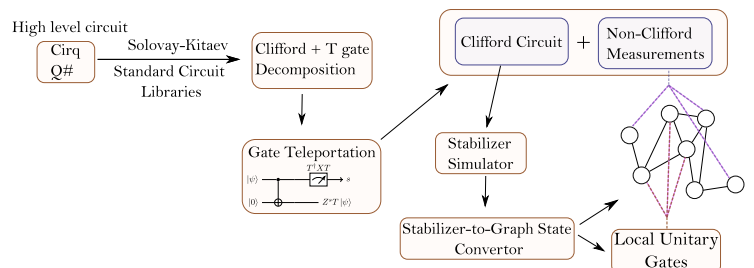 High level circuit
Cirq
Q#
Solovay-Kitaev
Standard Circuit
Libraries
Clifford + T gate
Decomposition
Gate Teleportation
T†XT
|ψ⟩
s
|0⟩
ZˢT |ψ⟩
Clifford Circuit
+
Non-Clifford
Measurements
Stabilizer
Simulator
Stabilizer-to-Graph State
Convertor
Local Unitary
Gates